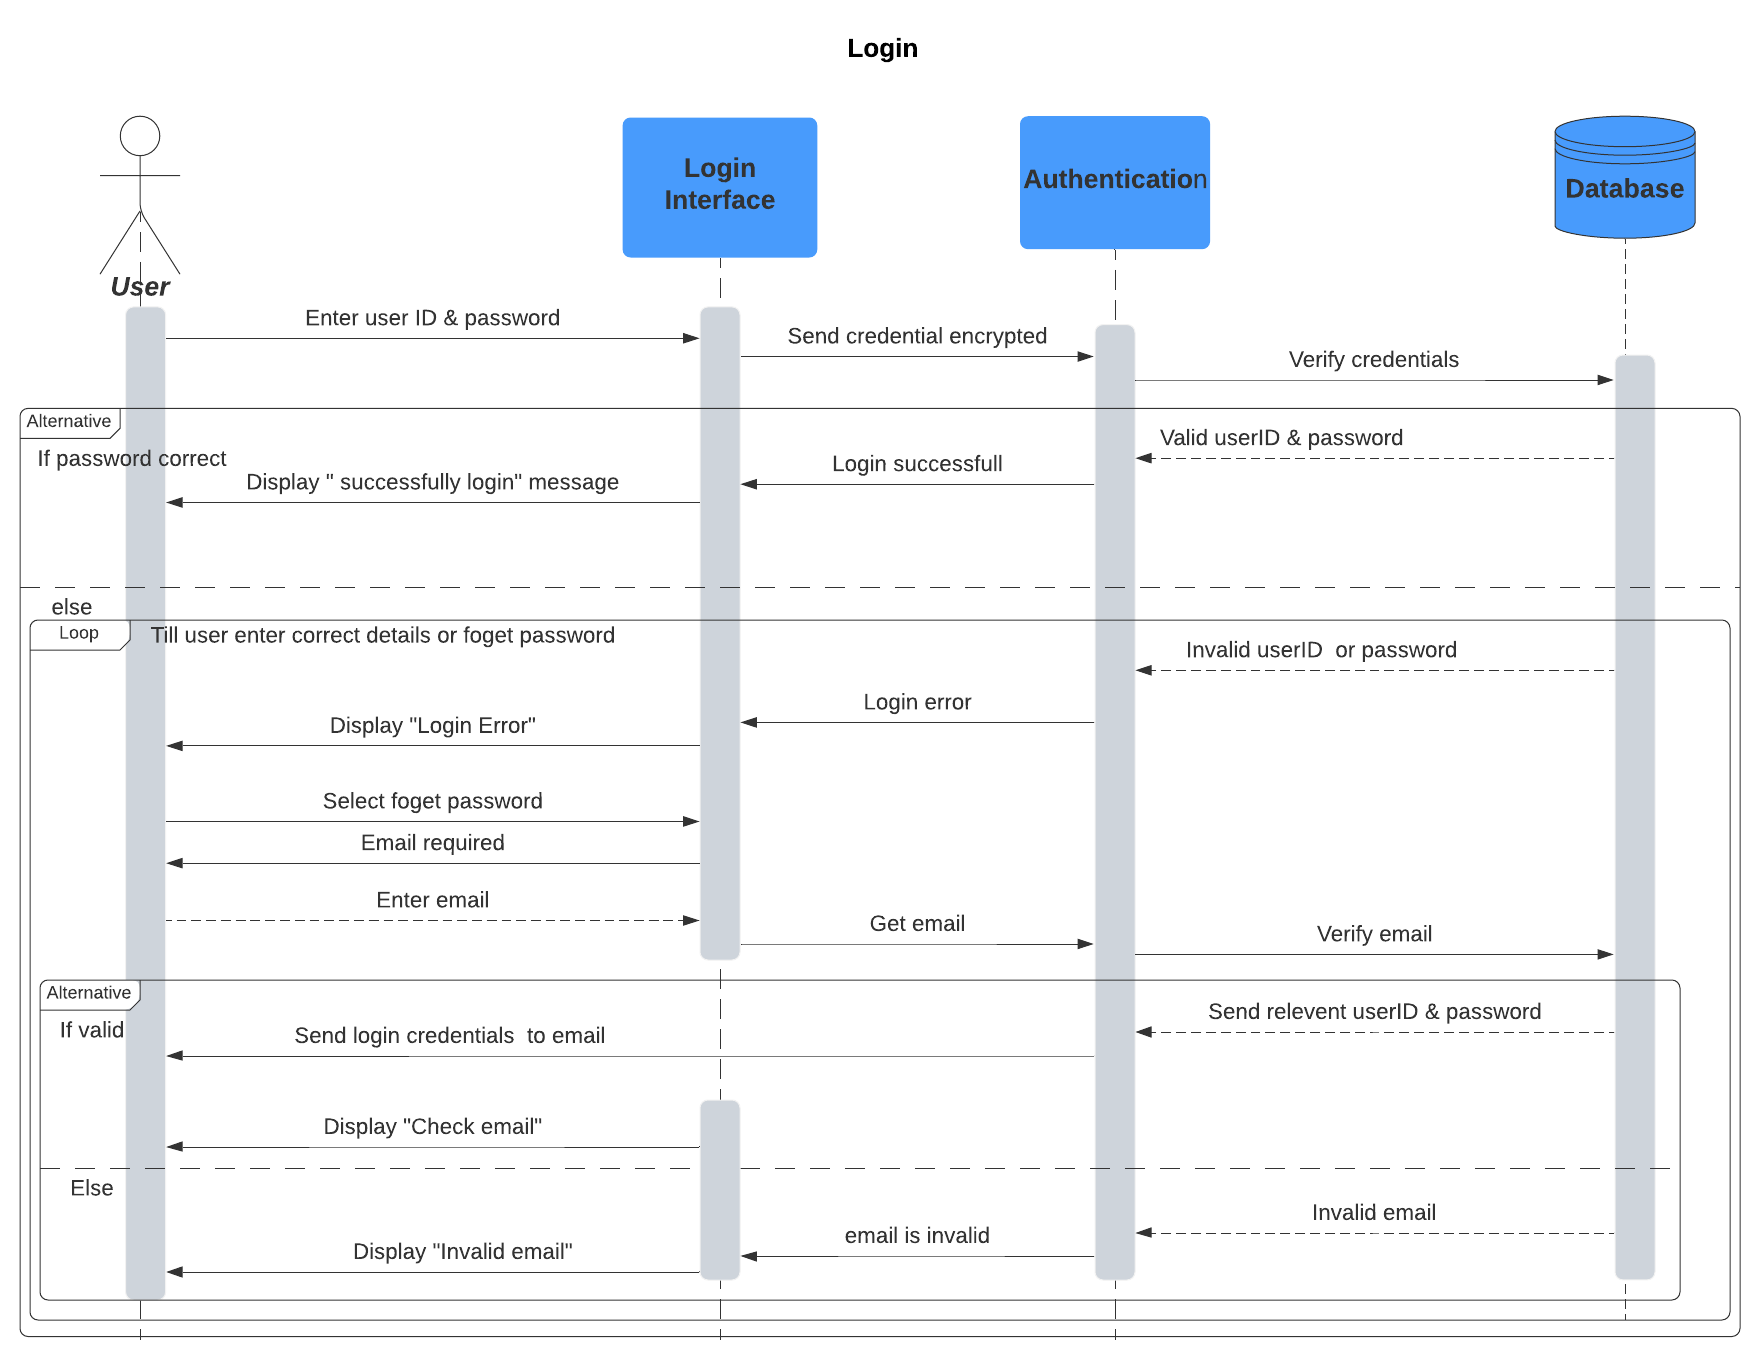 Login
User
Login
Interface
Authentication
Database
Enter user ID & password
Send credential encrypted
Verify credentials
Alternative
If password correct
Valid userID & password
Login successfull
Display " successfully login" message
else
Loop
Till user enter correct details or foget password
Invalid userID  or password
Login error
Display "Login Error"
Select foget password
Email required
Enter email
Get email
Verify email
Alternative
If valid
Send relevent userID & password
Send login credentials  to email
Display "Check email"
Else
Invalid email
email is invalid
Display "Invalid email"